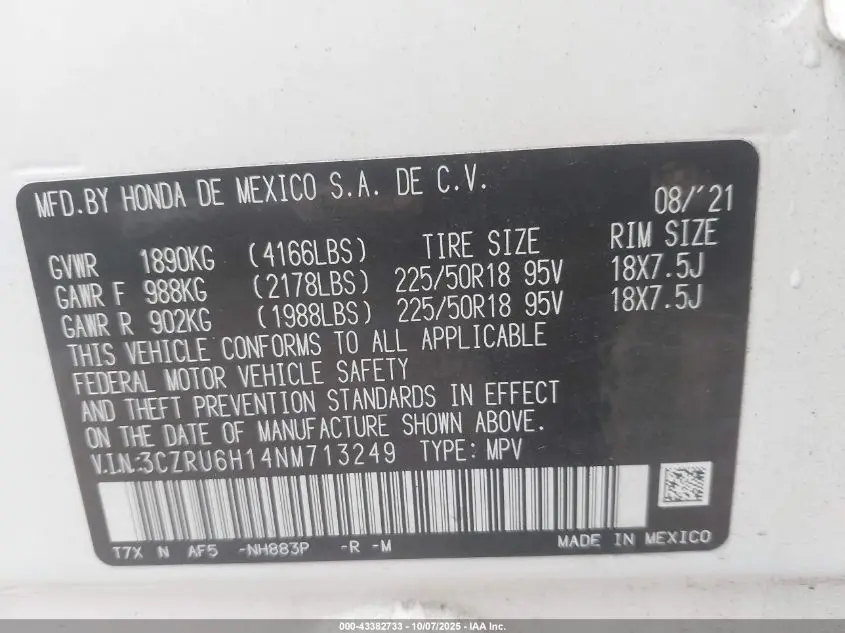 MFD.BY HONDA DE MEXICO S.A. DE C.V. 08/'21
GVWR 1890KG (4166LBS) TIRE SIZE RIM SIZE
GAWR F 988KG (2178LBS) 225/50R18 95V 18X7.5J
GAWR R 902KG (1988LBS) 225/50R18 95V 18X7.5J
THIS VEHICLE CONFORMS TO ALL APPLICABLE
FEDERAL MOTOR VEHICLE SAFETY
AND THEFT PREVENTION STANDARDS IN EFFECT
ON THE DATE OF MANUFACTURE SHOWN ABOVE.
V.I.N:3CZRU6H14NM713249 TYPE: MPV
T7X N AF5 -NH883P -R -M MADE IN MEXICO
000-43382733 - 10/07/2025 - IAA Inc.